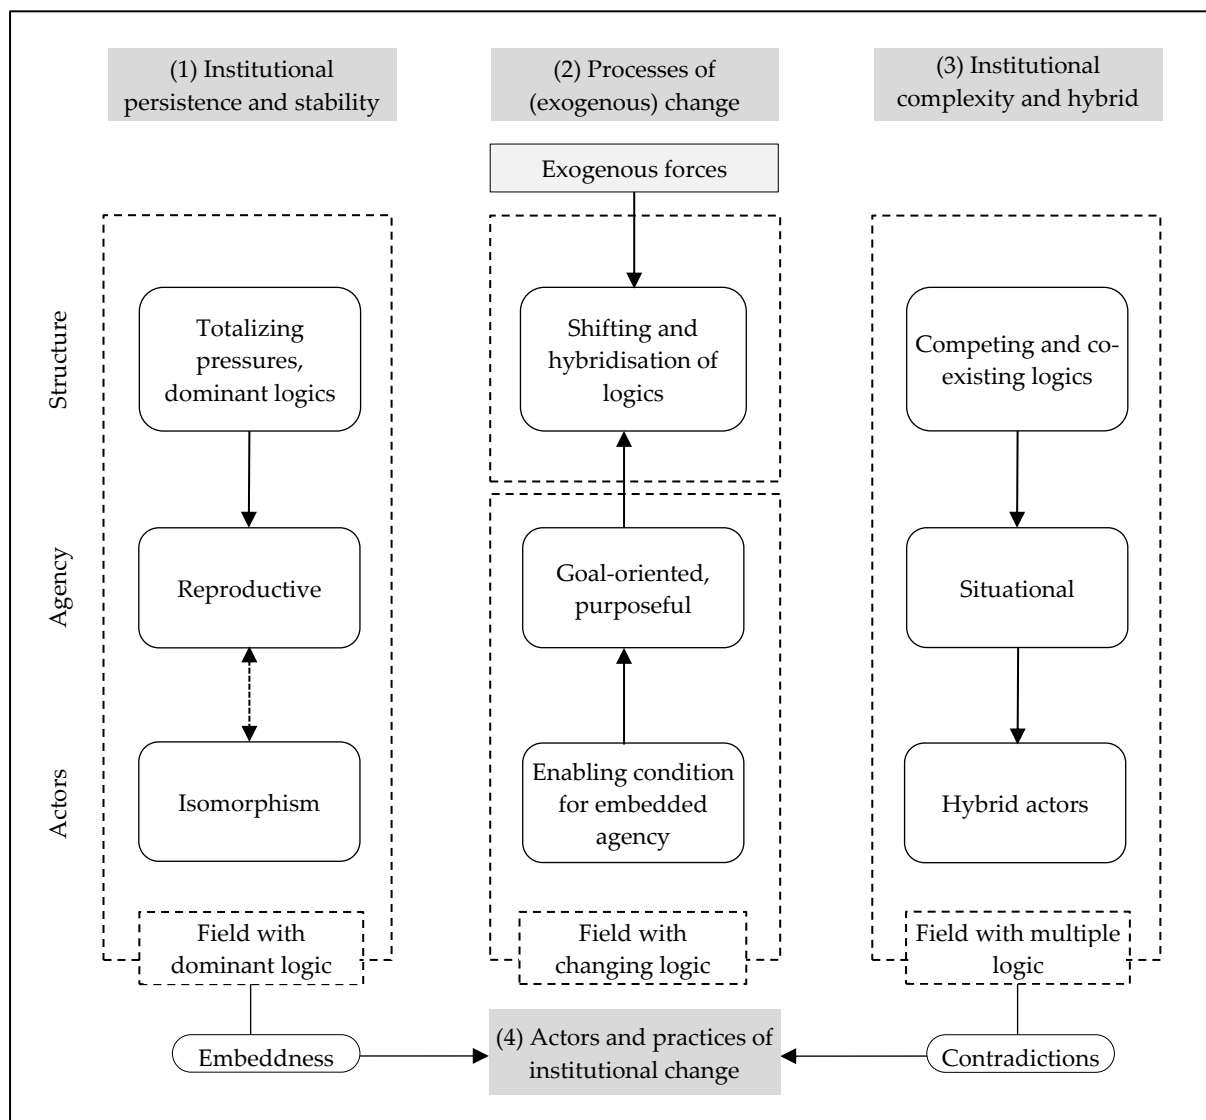 (1) Institutional
persistence and stability
(2) Processes of
(exogenous) change
(3) Institutional
complexity and hybrid
Exogenous forces
Structure
Totalizing
pressures,
dominant logics
Shifting and
hybridisation of
logics
Competing and co-
existing logics
Agency
Reproductive
Goal-oriented,
purposeful
Situational
Actors
Isomorphism
Enabling condition
for embedded
agency
Hybrid actors
Field with
dominant logic
Field with
changing logic
Field with multiple
logic
Embeddness
(4) Actors and practices of
institutional change
Contradictions